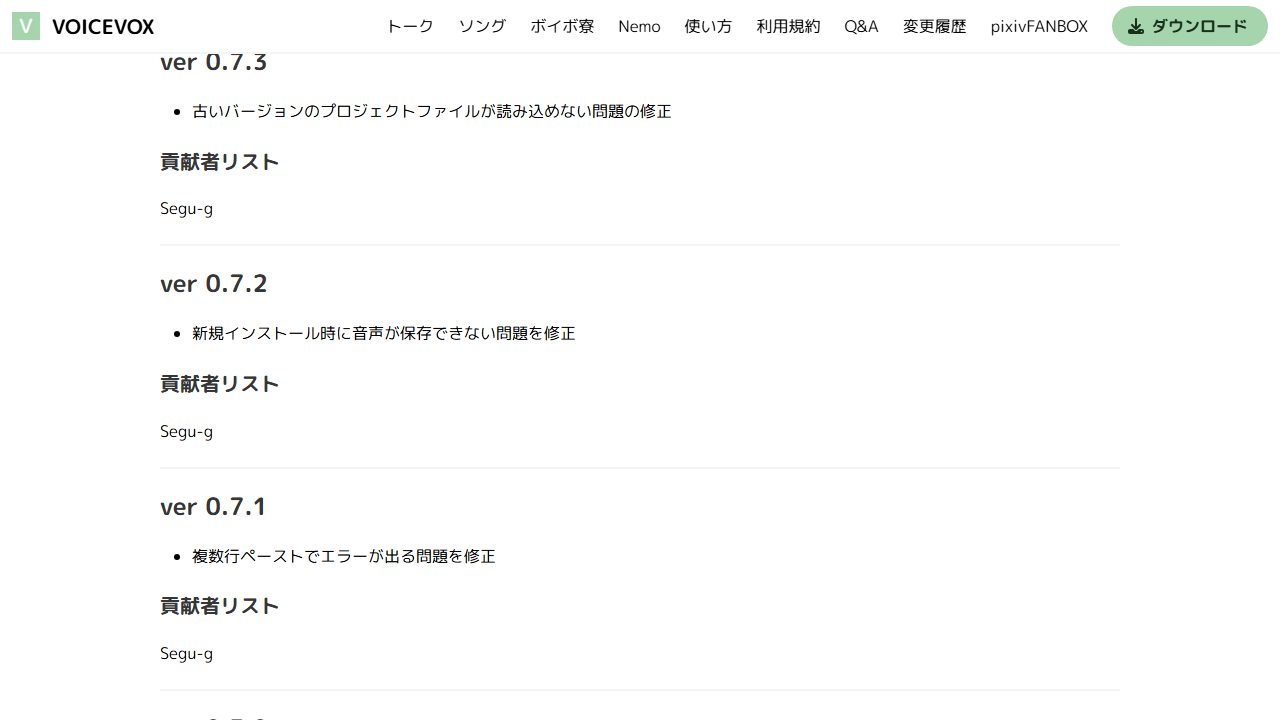 V VOICEVOX トーク ソング ボイボ寮 Nemo 使い方 利用規約 Q&A 変更履歴 pixivFANBOX ダウンロード
ver 0.7.3
• 古いバージョンのプロジェクトファイルが読み込めない問題の修正
貢献者リスト
Segu-g
ver 0.7.2
• 新規インストール時に音声が保存できない問題を修正
貢献者リスト
Segu-g
ver 0.7.1
• 複数行ペーストでエラーが出る問題を修正
貢献者リスト
Segu-g